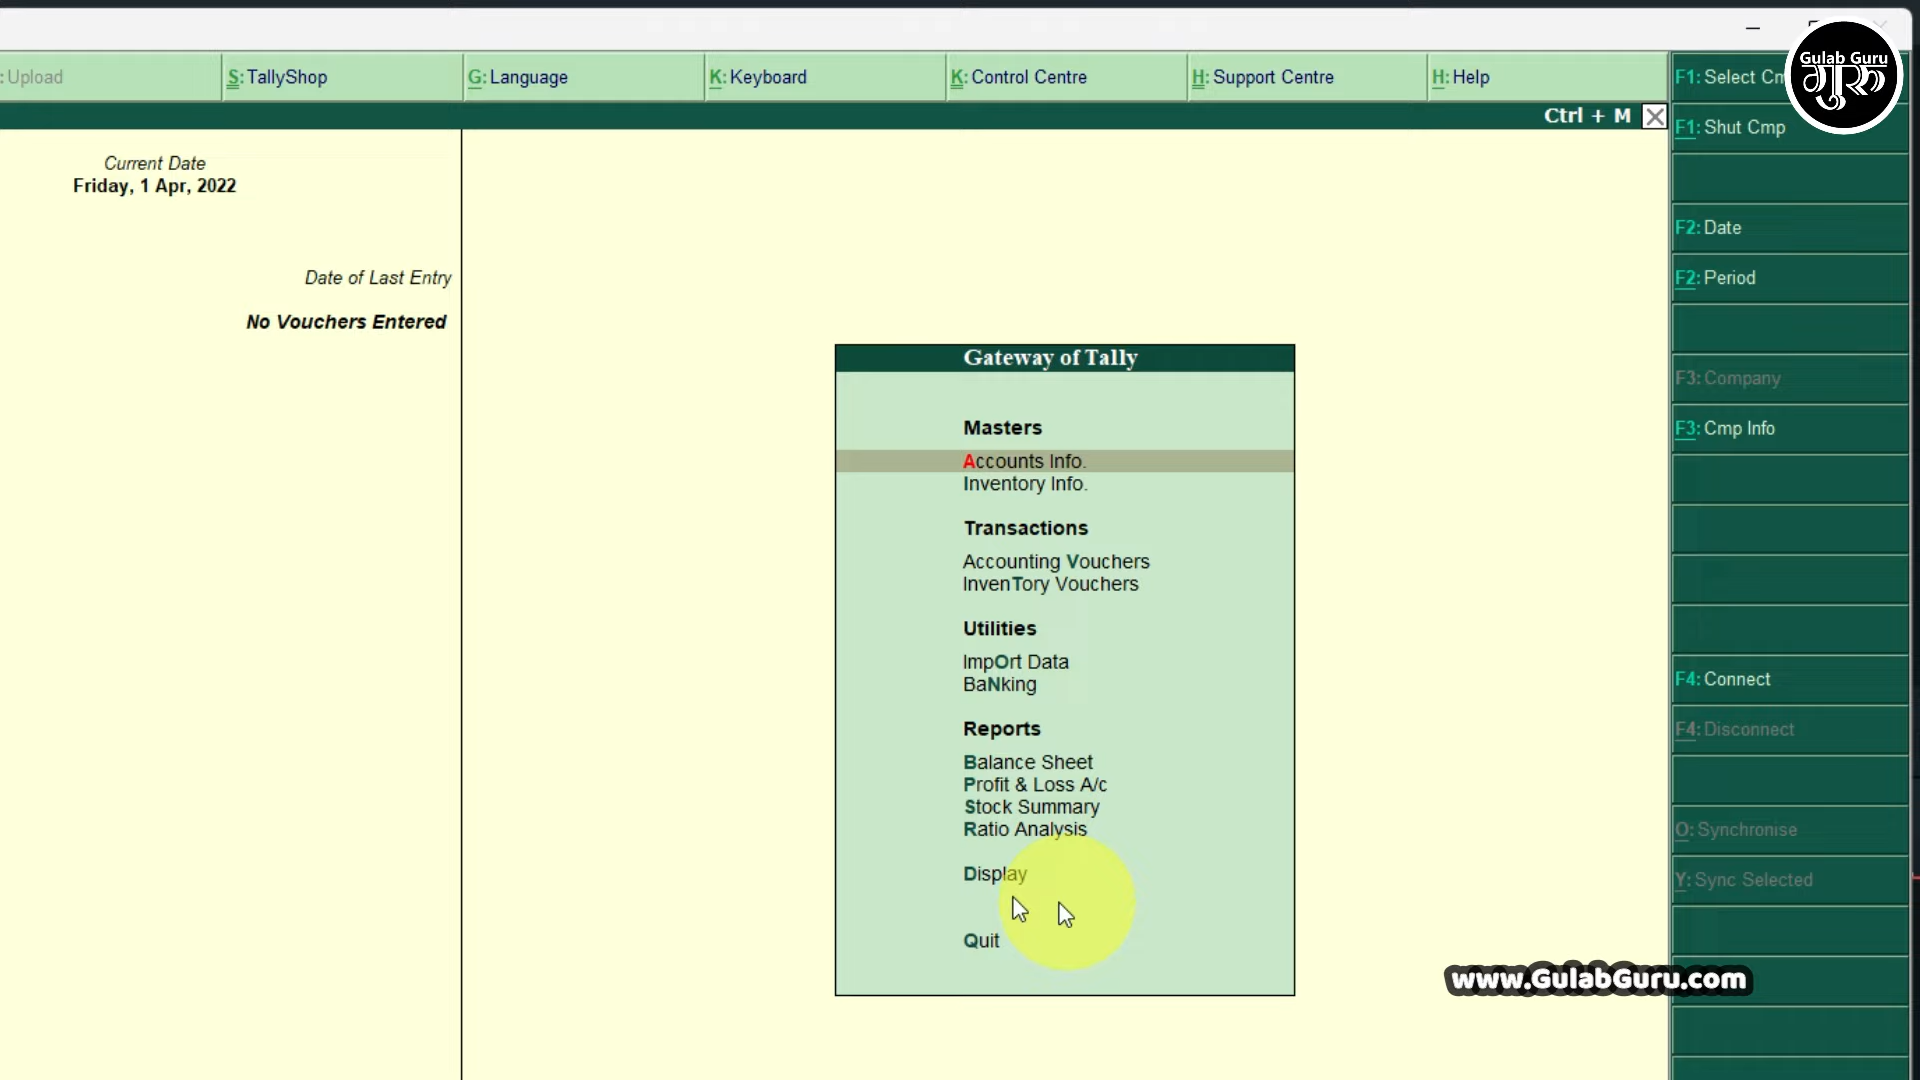 : Upload
S: TallyShop
G: Language
K: Keyboard
K: Control Centre
H: Support Centre
H: Help
Ctrl + M
Current Date
Friday, 1 Apr, 2022
Date of Last Entry
No Vouchers Entered
Gateway of Tally
Masters
Accounts Info.
Inventory Info.
Transactions
Accounting Vouchers
InvenTory Vouchers
Utilities
ImpOrt Data
BaNking
Reports
Balance Sheet
Profit & Loss A/c
Stock Summary
Ratio Analysis
Display
Quit
F1: Select
F1: Shut Cmp
F2: Date
F2: Period
F3: Company
F3: Cmp Info
F4: Connect
F4: Disconnect
O: Synchronise
Y: Sync Selected
Gulab Guru
गुरु
www.GulabGuru.com